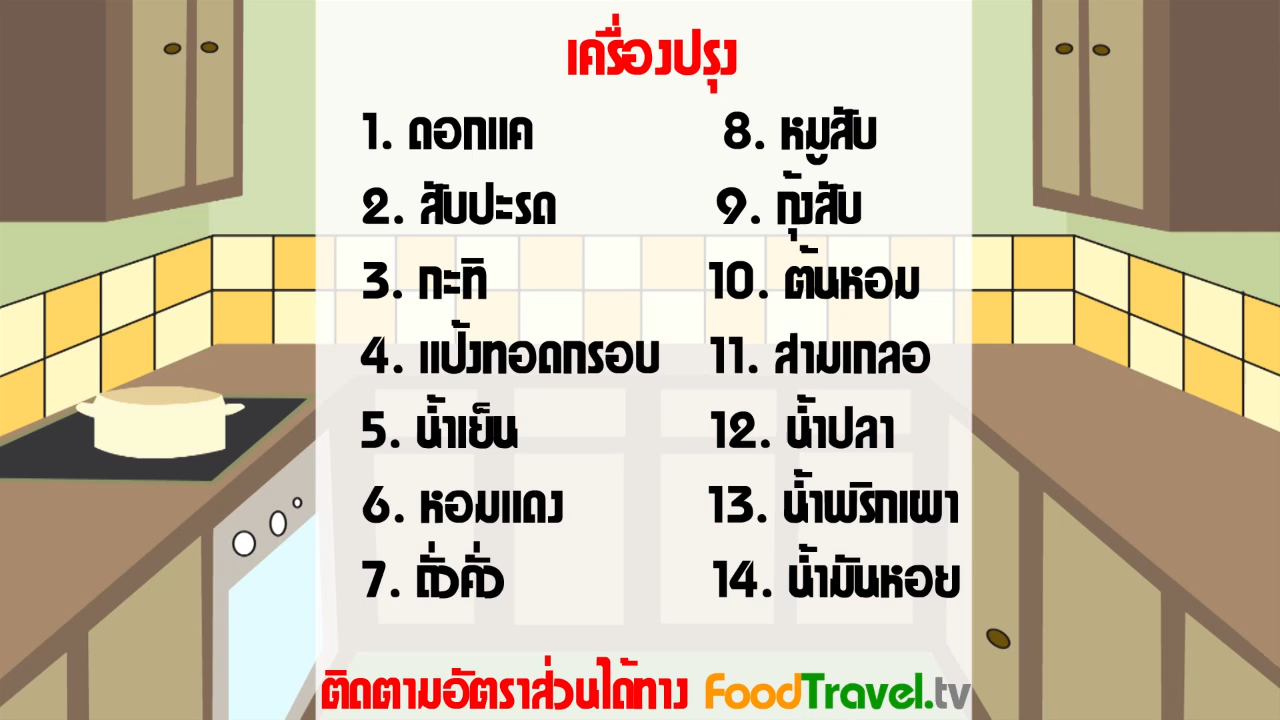 เครื่องปรุง
1. ดอกแค
2. สับปะรด
3. กะทิ
4. แป้งทอดกรอบ
5. น้ำเย็น
6. หอมแดง
7. ถั่วคั่ว
8. หมูสับ
9. กุ้งสับ
10. ต้นหอม
11. สามเกลอ
12. น้ำปลา
13. น้ำพริกเผา
14. น้ำมันหอย
ติดตามอัตราส่วนได้ทาง FoodTravel.tv